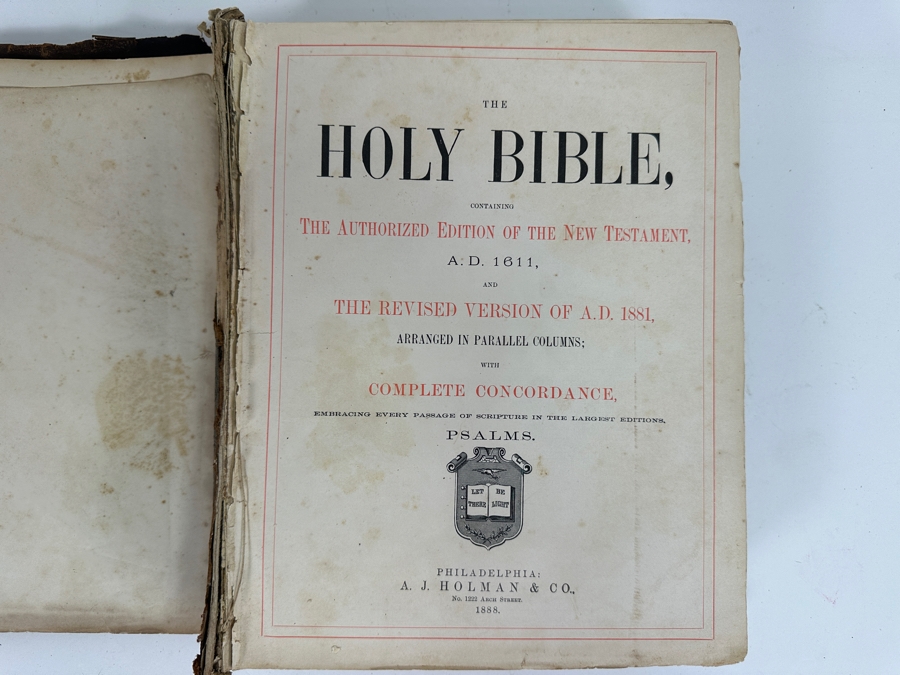 THE
HOLY BIBLE,
CONTAINING
THE AUTHORIZED EDITION OF THE NEW TESTAMENT,
A.D. 1611,
AND
THE REVISED VERSION OF A.D. 1881,
ARRANGED IN PARALLEL COLUMNS;
WITH
COMPLETE CONCORDANCE,
EMBRACING EVERY PASSAGE OF SCRIPTURE IN THE LARGEST EDITIONS.
PSALMS.
LET BE
THERE LIGHT
PHILADELPHIA:
A. J. HOLMAN & CO.,
No. 1222 ARCH STREET.
1888.